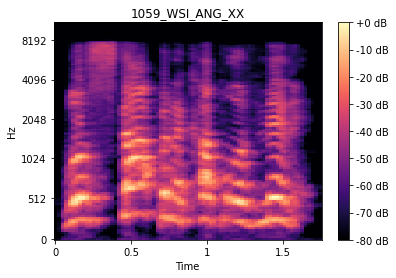 1059_WSI_ANG_XX
8192
4096
2048
1024
512
0
Hz
0
0.5
1
1.5
Time
+0 dB
-10 dB
-20 dB
-30 dB
-40 dB
-50 dB
-60 dB
-70 dB
-80 dB